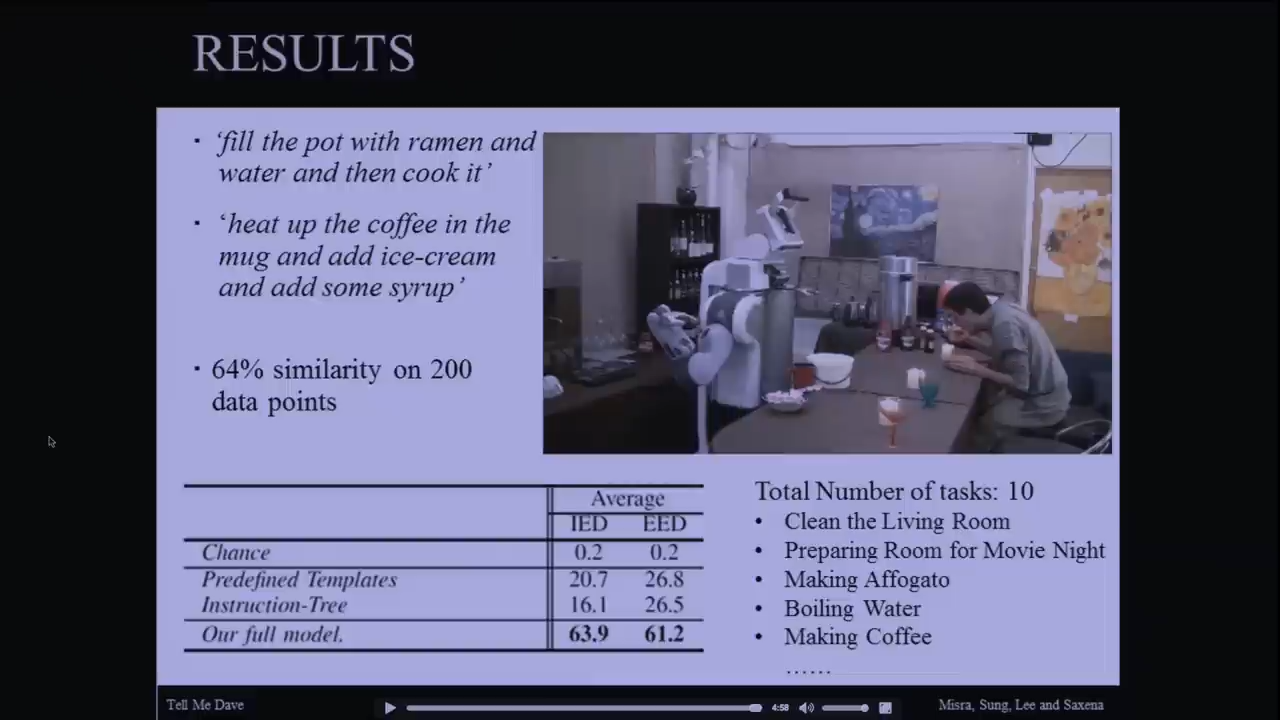 RESULTS
· ‘fill the pot with ramen and
water and then cook it’
· ‘heat up the coffee in the
mug and add ice-cream
and add some syrup’
· 64% similarity on 200
data points
Average
IED EED
Chance 0.2 0.2
Predefined Templates 20.7 26.8
Instruction-Tree 16.1 26.5
Our full model. 63.9 61.2
Total Number of tasks: 10
• Clean the Living Room
• Preparing Room for Movie Night
• Making Affogato
• Boiling Water
• Making Coffee
......
Tell Me Dave
4:58
Misra, Sung, Lee and Saxena